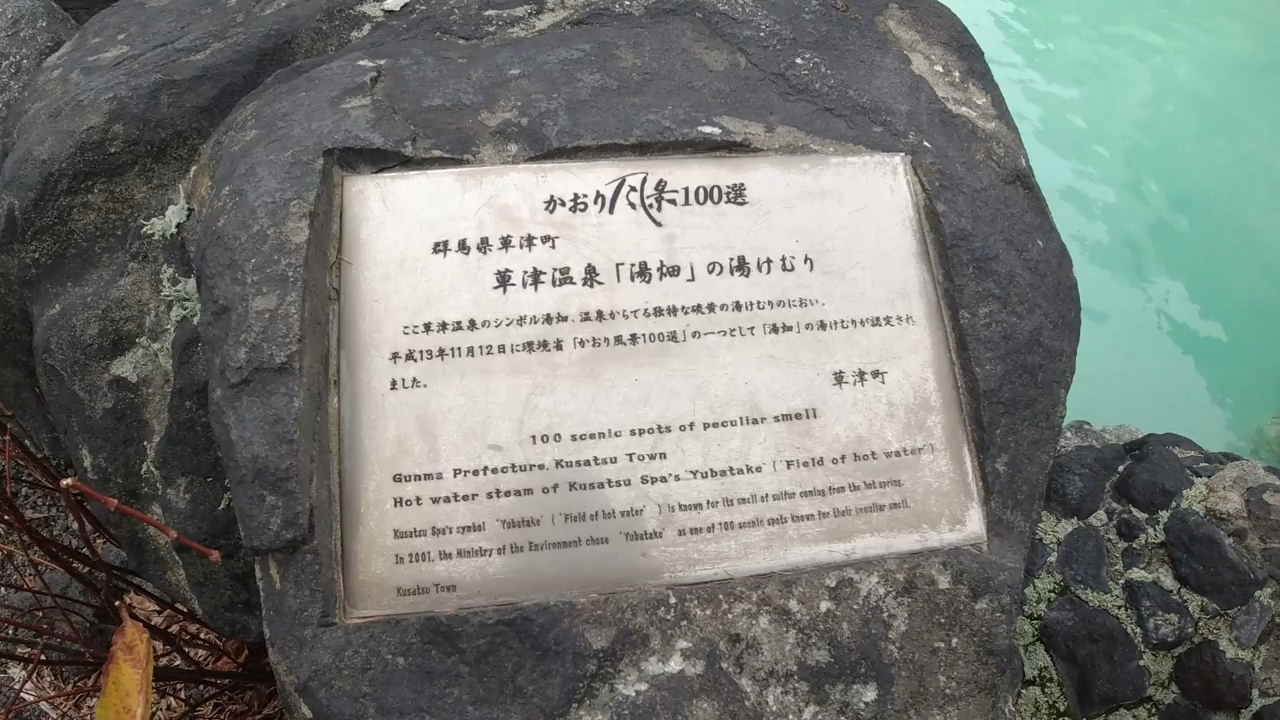 かおり風景100選
群馬県草津町
草津温泉「湯畑」の湯けむり
ここ草津温泉のシンボル湯畑、温泉からでる独特な硫黄の湯けむりのにおい。
平成13年11月12日に環境省「かおり風景100選」の一つとして「湯畑」の湯けむりが認定され
ました。
草津町
100 scenic spots of peculiar smell
Gunma Prefecture, Kusatsu Town
Hot water steam of Kusatsu Spa's 'Yubatake' ( 'Field of hot water' )
Kusatsu Spa's symbol 'Yubatake' ( 'Field of hot water' ) is known for its smell of sulfur coming from the hot spring.
In 2001, the Ministry of the Environment chose 'Yubatake' as one of 100 scenic spots known for their peculiar smell.
Kusatsu Town